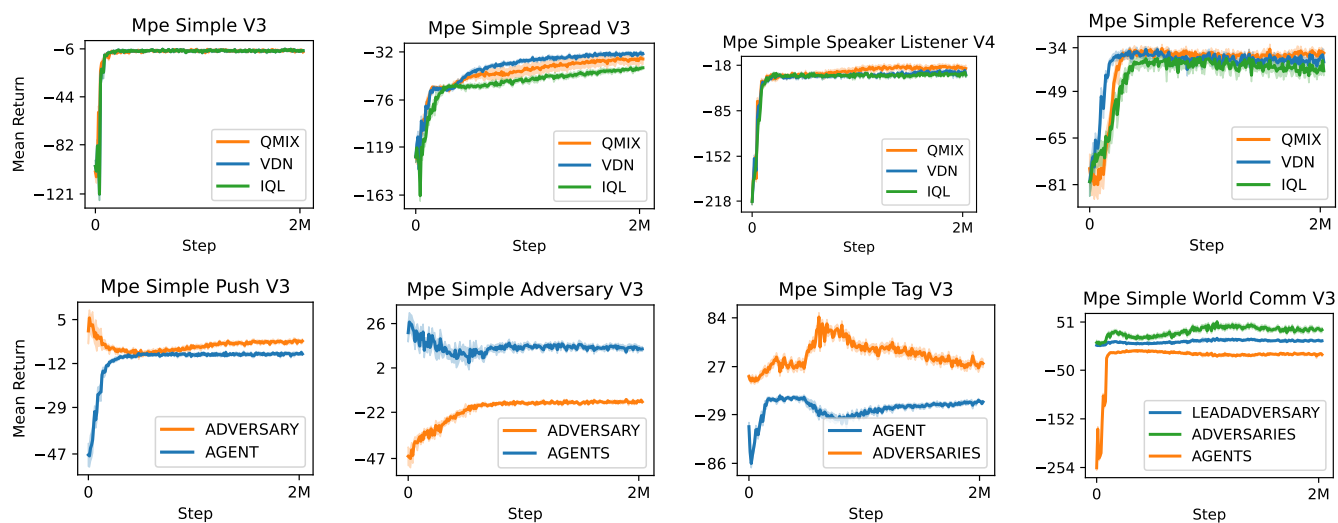 Mpe Simple V3
Mean Return
−6
−44
−82
−121
QMIX
VDN
IQL
0
2M
Step
Mpe Simple Spread V3
−32
−76
−119
−163
QMIX
VDN
IQL
0
2M
Step
Mpe Simple Speaker Listener V4
−18
−85
−152
−218
QMIX
VDN
IQL
0
2M
Step
Mpe Simple Reference V3
−34
−49
−65
−81
QMIX
VDN
IQL
0
2M
Step
Mpe Simple Push V3
Mean Return
5
−12
−29
−47
ADVERSARY
AGENT
0
2M
Step
Mpe Simple Adversary V3
26
2
−22
−47
ADVERSARY
AGENTS
0
2M
Step
Mpe Simple Tag V3
84
27
−29
−86
AGENT
ADVERSARIES
0
2M
Step
Mpe Simple World Comm V3
51
−50
−152
−254
LEADADVERSARY
ADVERSARIES
AGENTS
0
2M
Step